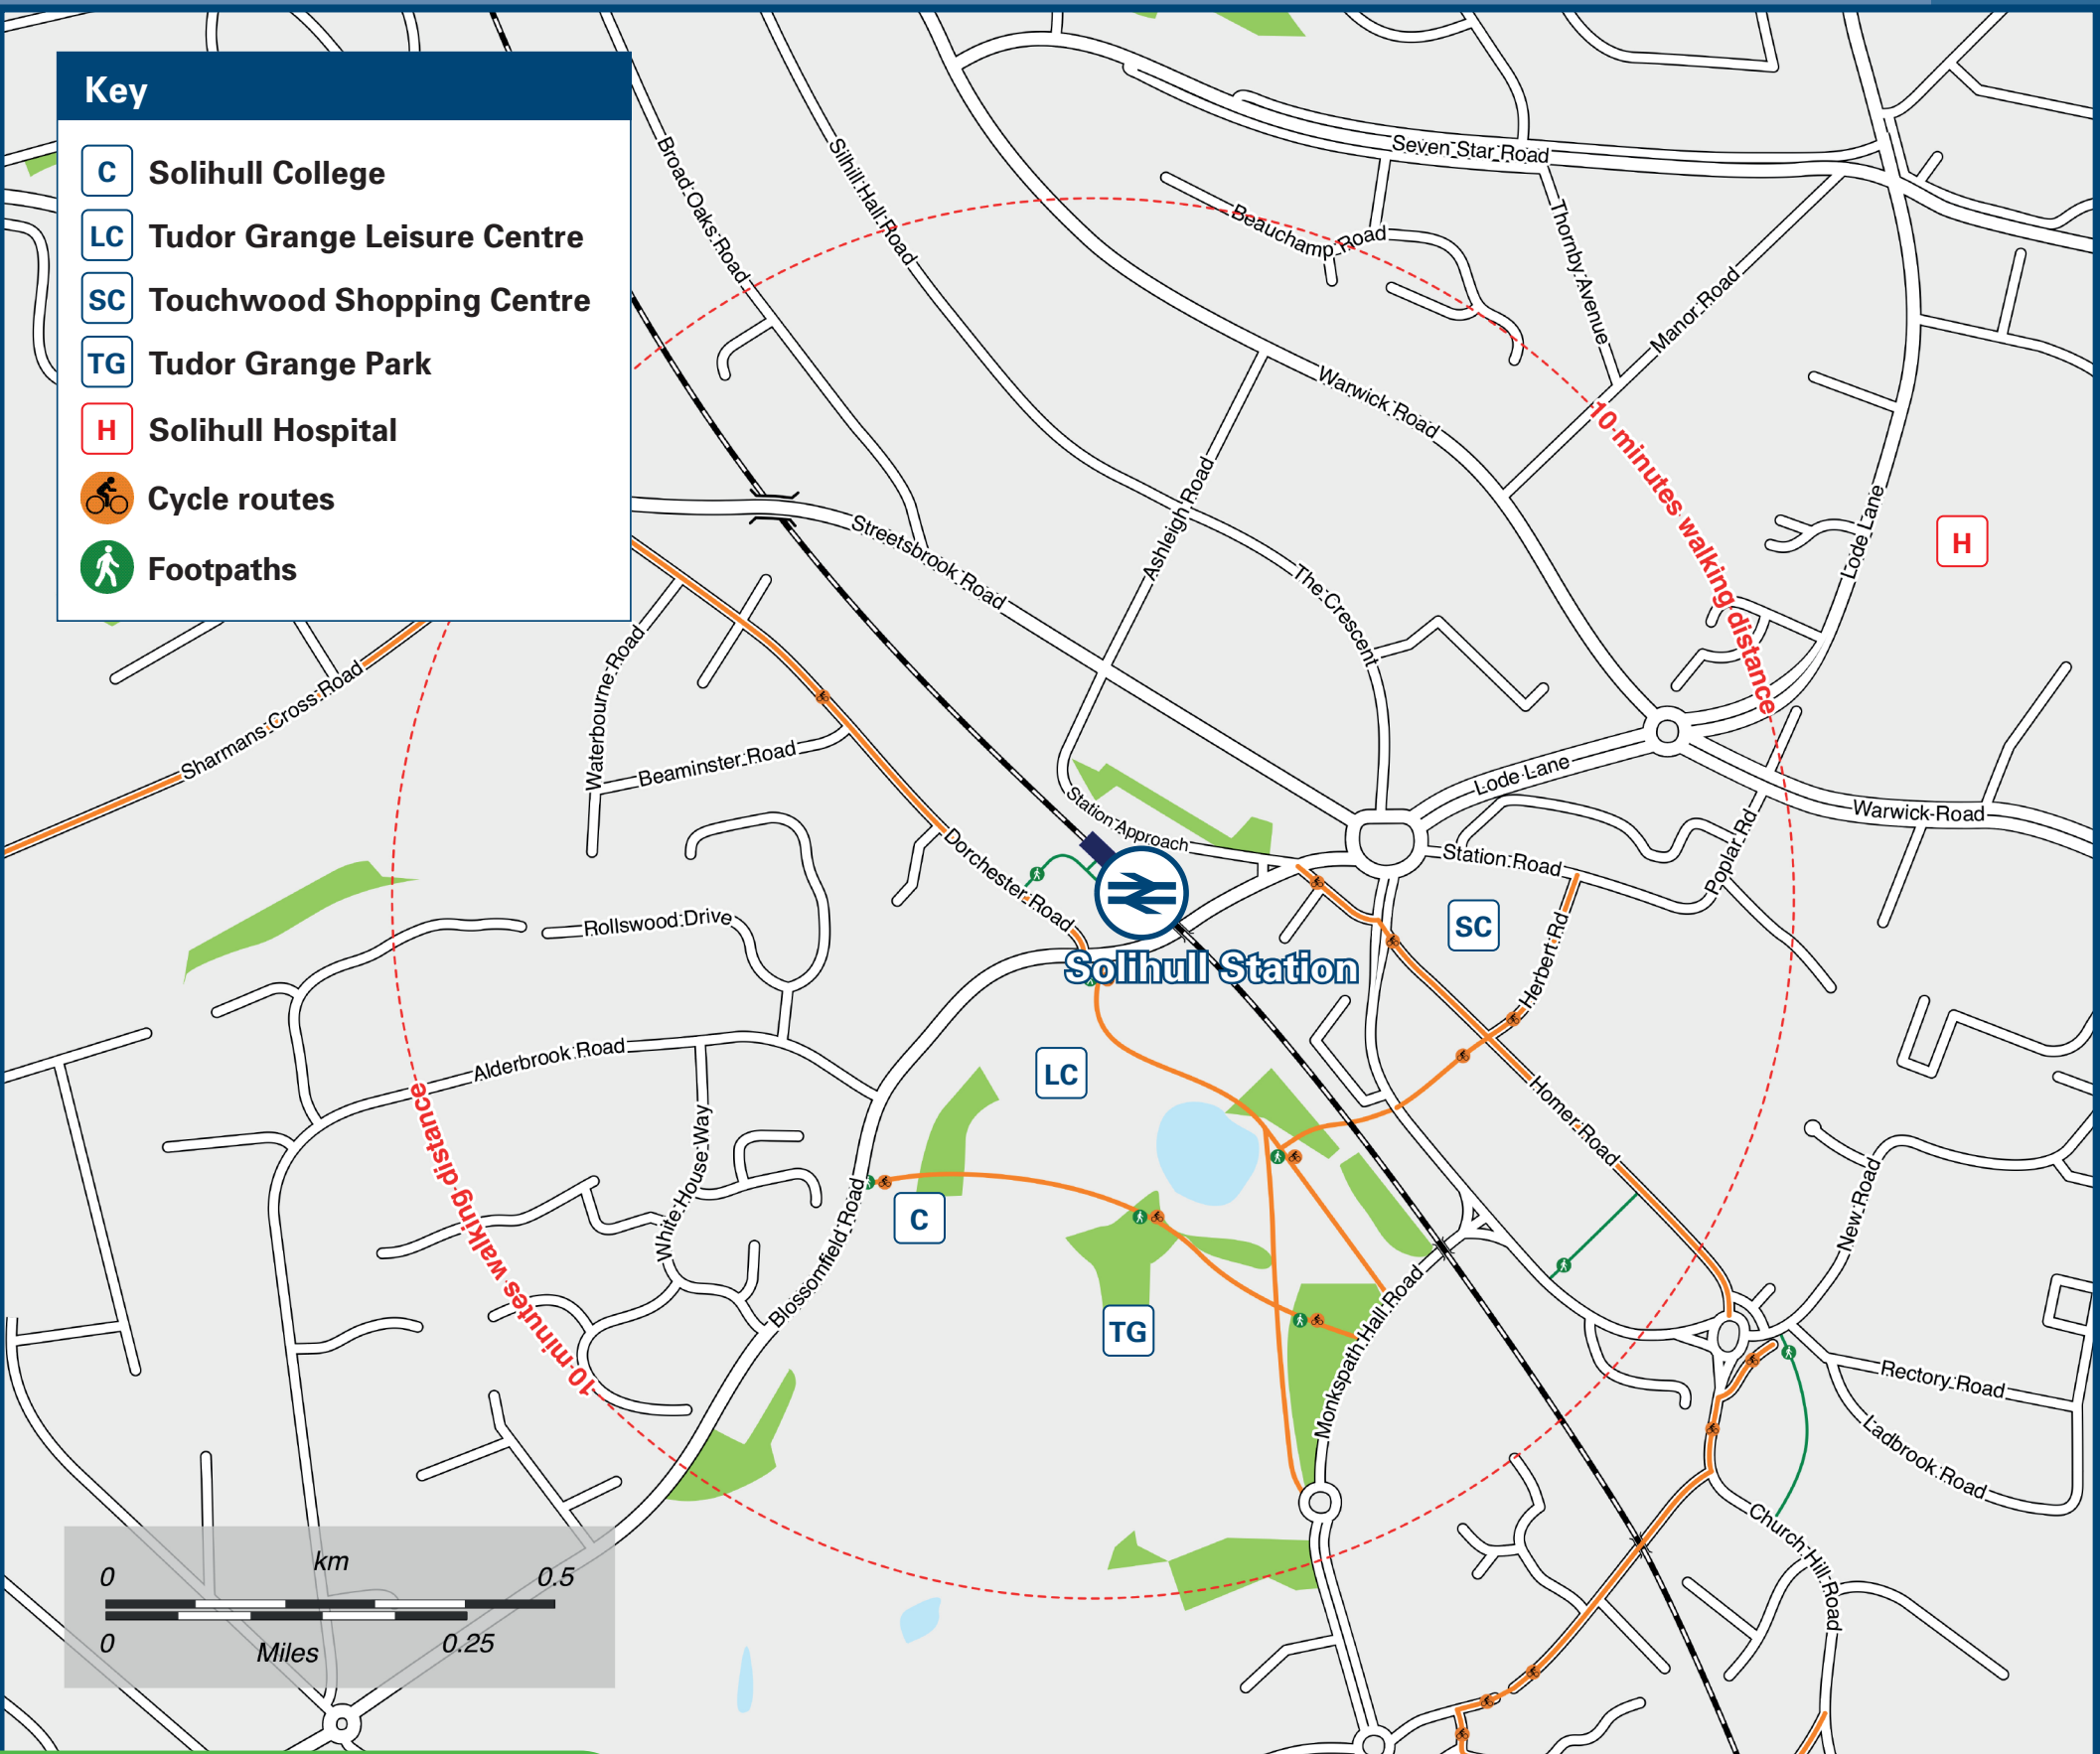 Key
C Solihull College
LC Tudor Grange Leisure Centre
SC Touchwood Shopping Centre
TG Tudor Grange Park
H Solihull Hospital
Cycle routes
Footpaths
Broad Oaks Road
Silhill Hall Road
Seven Star Road
Beauchamp Road
Thornby Avenue
Manor Road
Warwick Road
10 minutes walking distance
Lode Lane
H
Ashleigh Road
Streetsbrook Road
The Crescent
Sharmans Cross Road
Waterbourne Road
Beaminster Road
Lode Lane
Warwick Road
Station Approach
Station Road
Poplar Rd
Dorchester Road
Rollswood Drive
SC
Herbert Rd
Solihull Station
Alderbrook Road
LC
Homer Road
10 minutes walking distance
White House Way
Blossomfield Road
C
New Road
TG
Monkspath Hall Road
Rectory Road
Ladbrook Road
Church Hill Road
km
0 0.5
0 0.25
Miles